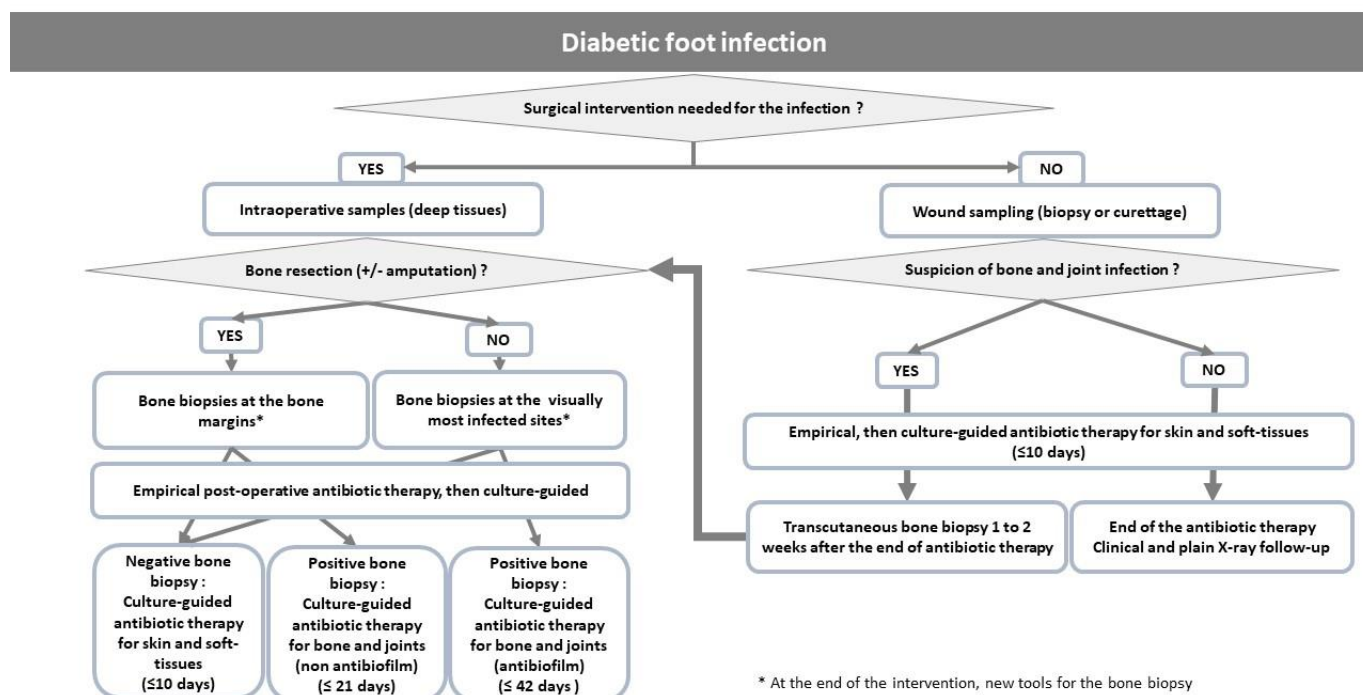 Diabetic foot infection
Surgical intervention needed for the infection ?
YES
NO
Intraoperative samples (deep tissues)
Wound sampling (biopsy or curettage)
Bone resection (+/- amputation) ?
Suspicion of bone and joint infection ?
YES
NO
YES
NO
Bone biopsies at the bone
margins*
Bone biopsies at the visually
most infected sites*
Empirical, then culture-guided antibiotic therapy for skin and soft-tissues
(≤10 days)
Empirical post-operative antibiotic therapy, then culture-guided
Transcutaneous bone biopsy 1 to 2
weeks after the end of antibiotic therapy
End of the antibiotic therapy
Clinical and plain X-ray follow-up
Negative bone
biopsy :
Culture-guided
antibiotic therapy
for skin and soft-
tissues
(≤10 days)
Positive bone
biopsy :
Culture-guided
antibiotic therapy
for bone and joints
(non antibiofilm)
(≤ 21 days)
Positive bone
biopsy :
Culture-guided
antibiotic therapy
for bone and joints
(antibiofilm)
(≤ 42 days )
* At the end of the intervention, new tools for the bone biopsy